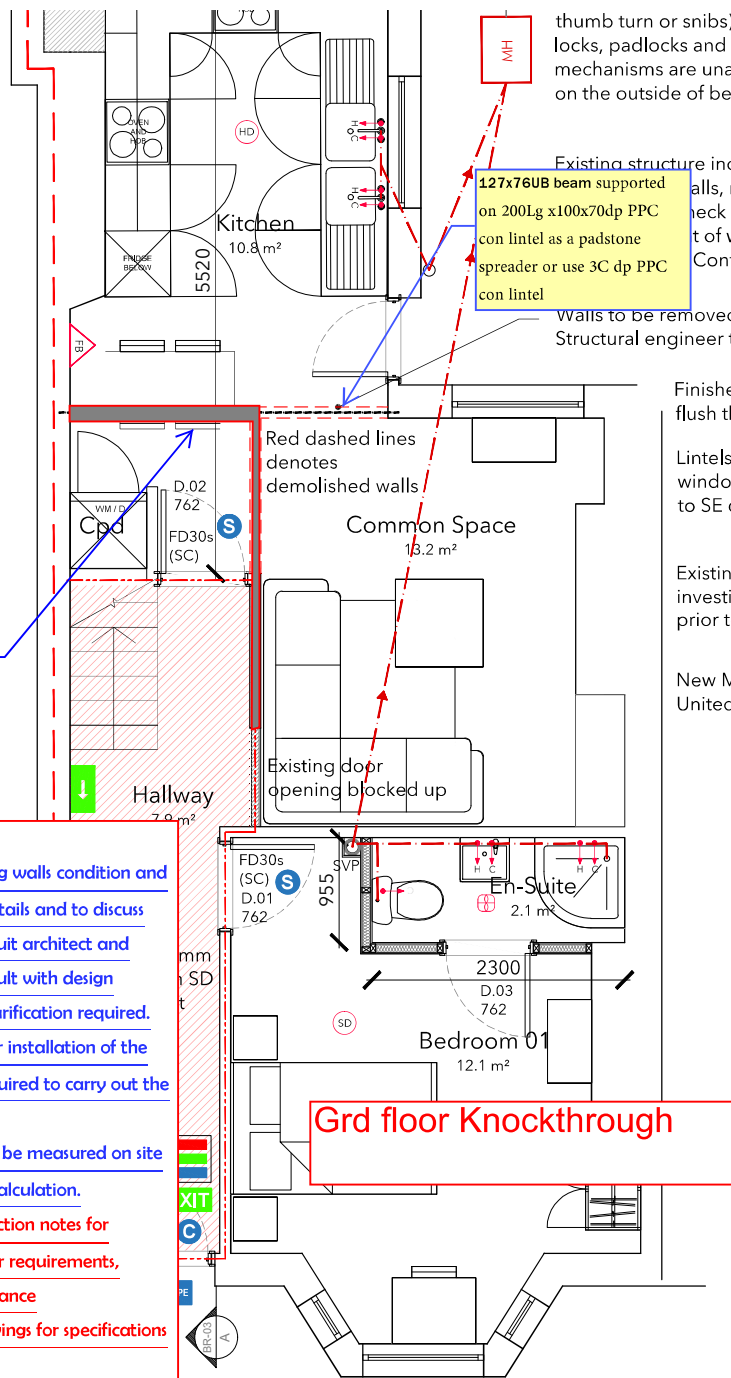 thumb turn or snibs)
locks, padlocks and
mechanisms are una
on the outside of be
MH
OVEN
AND
HOB
HD
H
C
H
C
Existing structure inc
alls,
heck
t of w
Cont
127x76UB beam supported
on 200Lg x100x70dp PPC
con lintel as a padstone
spreader or use 3C dp PPC
con lintel
Kitchen
10.8 m²
5520
FRIDGE
BELOW
FB
Walls to be removed
Structural engineer t
Finishe
flush th
Red dashed lines
denotes
demolished walls
Lintels
windo
to SE c
D.02
762
WM / D
Cpd
S
FD30s
(SC)
Common Space
13.2 m²
Existin
investi
prior t
New M
United
Existing door
opening blocked up
Hallway
7.9 m²
FD30s
(SC)
D.01
762
S
SVP
955
H C
H C
En-Suite
2.1 m²
2300
D.03
762
SD
Bedroom 01
12.1 m²
mm
SD
t
g walls condition and
tails and to discuss
uit architect and
ult with design
arification required.
r installation of the
uired to carry out the
be measured on site
alculation.
ction notes for
r requirements,
ance
ings for specifications
Grd floor Knockthrough
XIT
C
PE
BR-03
A